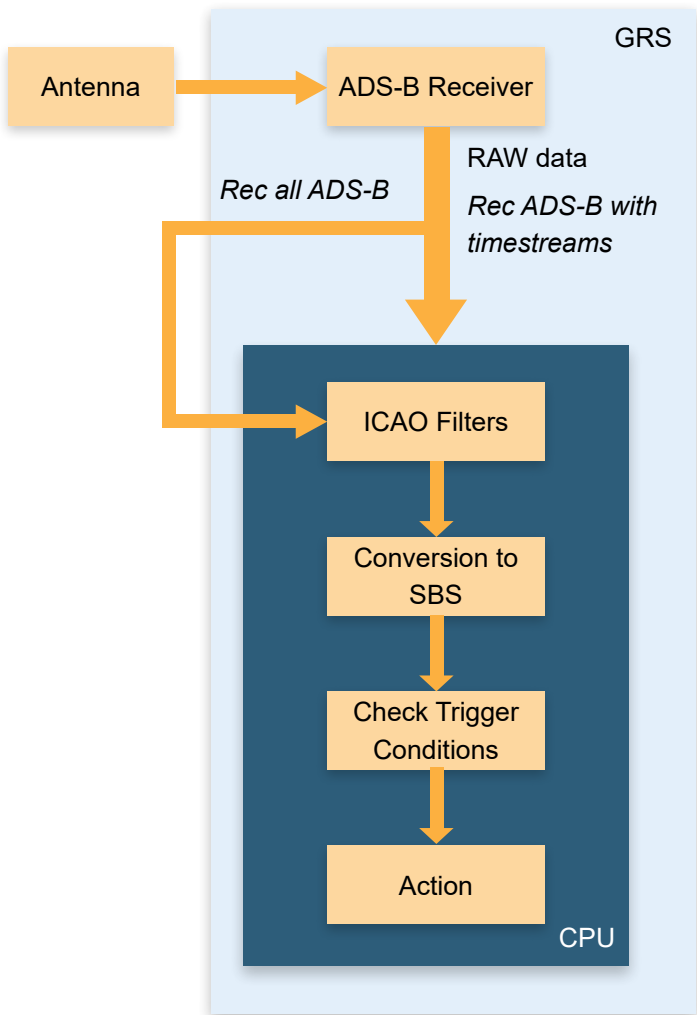 GRS
Antenna
ADS-B Receiver
RAW data
Rec all ADS-B
Rec ADS-B with
timestreams
ICAO Filters
Conversion to
SBS
Check Trigger
Conditions
Action
CPU